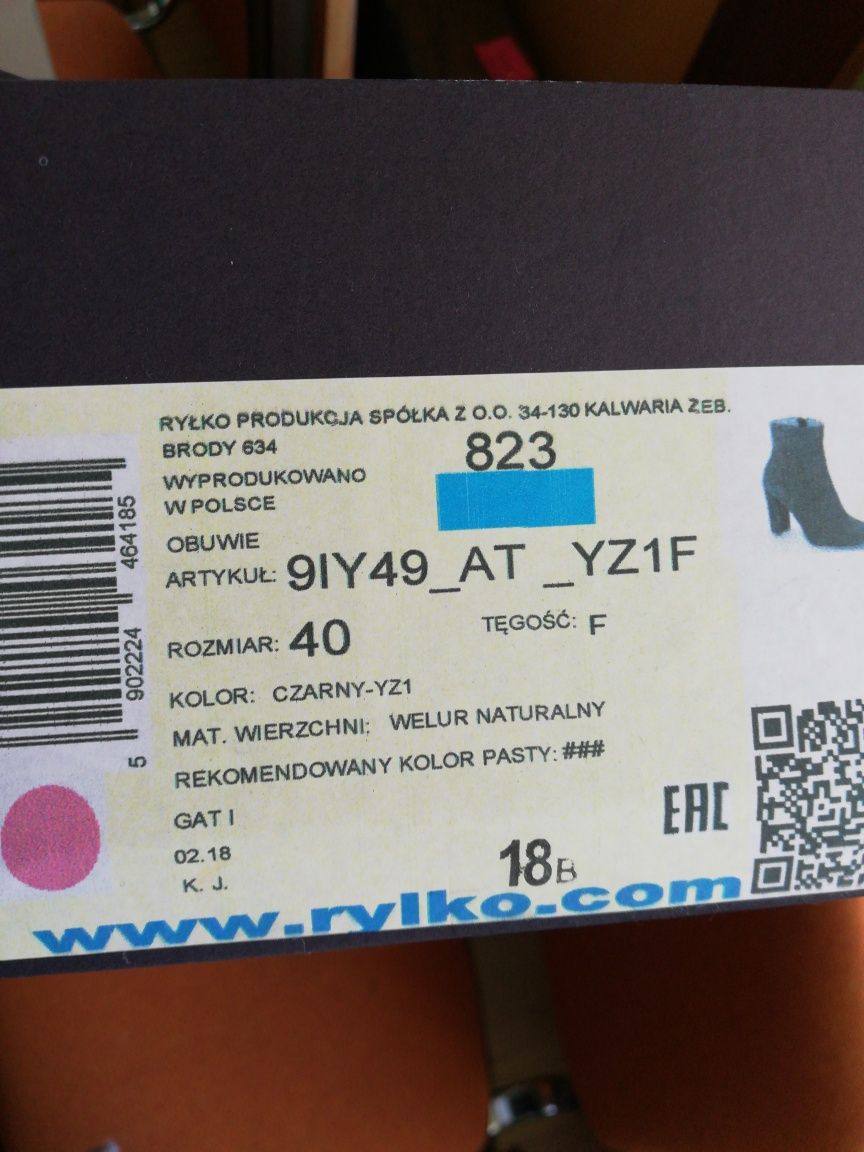 RYŁKO PRODUKCJA SPÓŁKA Z O.O. 34-130 KALWARIA ZEB.
BRODY 634
823
WYPRODUKOWANO
W POLSCE
OBUWIE
ARTYKUŁ: 9IY49_AT _YZ1F
ROZMIAR: 40
TĘGOŚĆ: F
KOLOR: CZARNY-YZ1
MAT. WIERZCHNI: WELUR NATURALNY
REKOMENDOWANY KOLOR PASTY: ###
GAT I
02.18
K. J.
18B
EAC
www.rylko.com
5 902224 464185